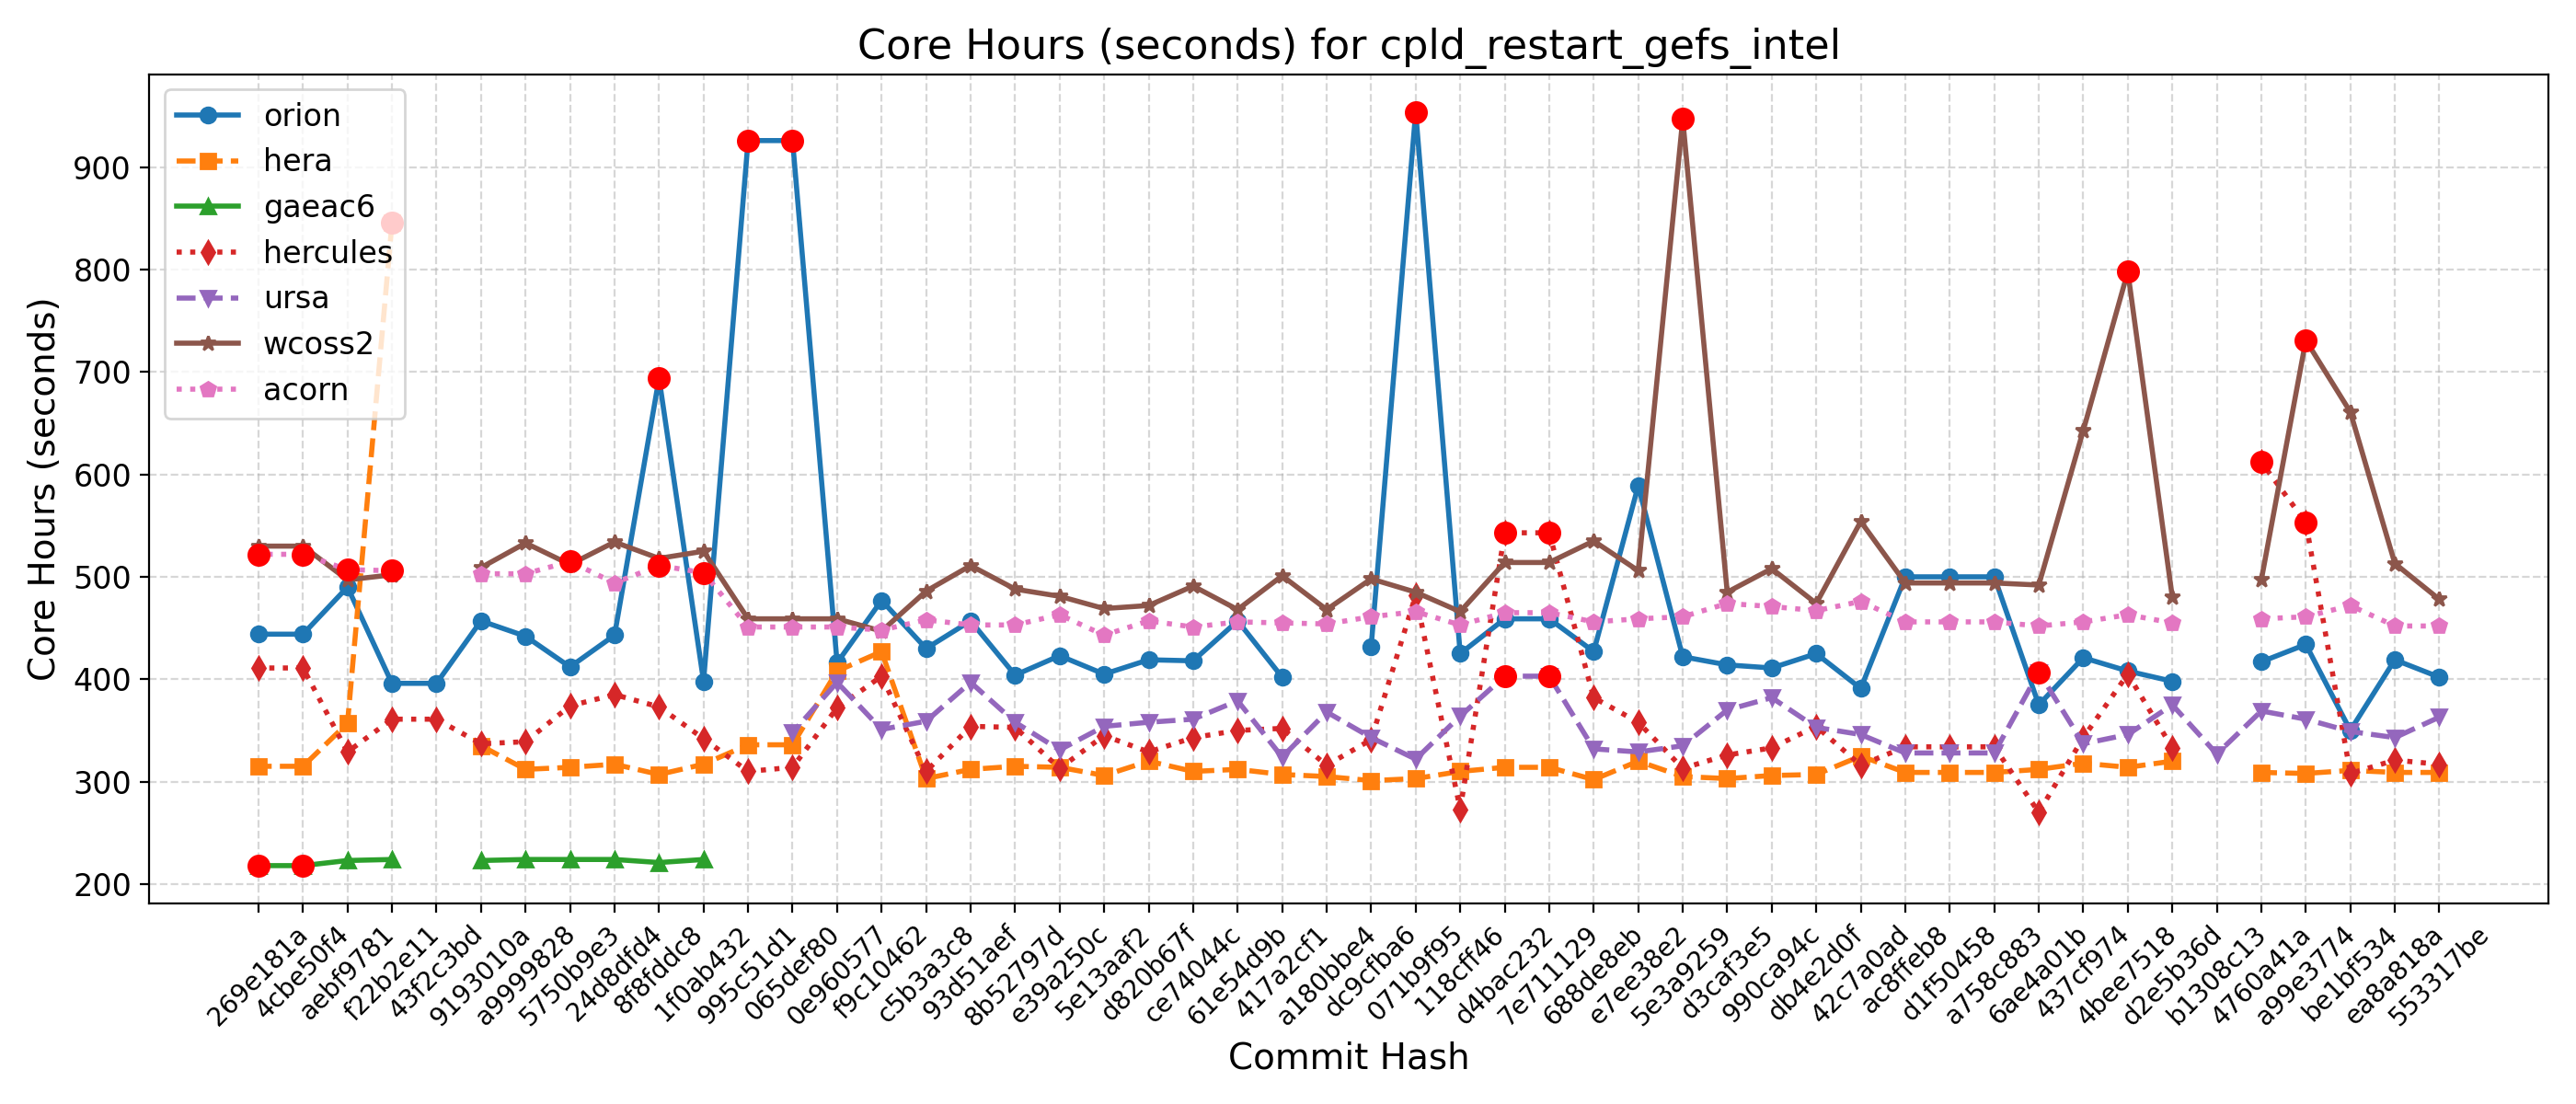 Core Hours (seconds) for cpld_restart_gefs_intel
orion
hera
gaeac6
hercules
ursa
wcoss2
acorn
Core Hours (seconds)
900
800
700
600
500
400
300
200
269e181a
4cbe50f4
aebf9781
f22b2e11
43f2c3bd
9193010a
a9999828
5750b9e3
24d8dfd4
8f8fddc8
1f0ab432
995c51d1
065def80
0e960577
f9c10462
c5b3a3c8
93d51aef
8b52797d
e39a250c
5e13aaf2
d820b67f
ce74044c
61e54d9b
417a2cf1
a180bbe4
dc9cfba6
071b9f95
118cff46
d4bac232
7e711129
688de8eb
e7ee38e2
5e3a9259
d3caf3e5
990ca94c
db4e2d0f
42c7a0ad
ac8ffeb8
d1f50458
a758c883
6ae4a01b
437cf974
4bee7518
d2e5b36d
b1308c13
4760a41a
a99e3774
be1bf534
ea8a818a
553317be
Commit Hash